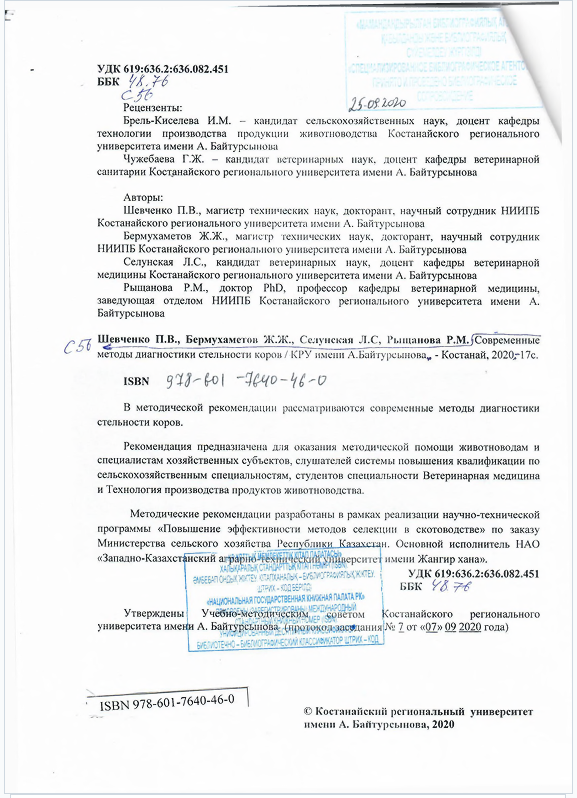 УДК 619:636.2:636.082.451
ББК 48.76
С56
25.09.2020
Рецензенты:
Брель-Киселева И.М. – кандидат сельскохозяйственных наук, доцент кафедры
технологии производства продукции животноводства Костанайского регионального
университета имени А. Байтурсынова
Чужебаева Г.Ж. – кандидат ветеринарных наук, доцент кафедры ветеринарной
санитарии Костанайского регионального университета имени А. Байтурсынова
Авторы:
Шевченко П.В., магистр технических наук, докторант, научный сотрудник НИИПБ
Костанайского регионального университета имени А. Байтурсынова
Бермухаметов Ж.Ж., магистр технических наук, докторант, научный сотрудник
НИИПБ Костанайского регионального университета имени А. Байтурсынова
Селунская Л.С., кандидат ветеринарных наук, доцент кафедры ветеринарной
медицины Костанайского регионального университета имени А. Байтурсынова
Рыщанова Р.М., доктор PhD, профессор кафедры ветеринарной медицины,
заведующая отделом НИИПБ Костанайского регионального университета имени А.
Байтурсынова
С56 Шевченко П.В., Бермухаметов Ж.Ж., Селунская Л.С, Рыщанова Р.М. Современные
методы диагностики стельности коров / КРУ имени А.Байтурсынова, - Костанай, 2020,-17с.
ISBN 978-601-7640-46-0
В методической рекомендации рассматриваются современные методы диагностики
стельности коров.
Рекомендация предназначена для оказания методической помощи животноводам и
специалистам хозяйственных субъектов, слушателей системы повышения квалификации по
сельскохозяйственным специальностям, студентов специальности Ветеринарная медицина
и Технология производства продуктов животноводства.
Методические рекомендации разработаны в рамках реализации научно-технической
программы «Повышение эффективности методов селекции в скотоводстве» по заказу
Министерства сельского хозяйства Республики Казахстан. Основной исполнитель НАО
«Западно-Казахстанский аграрно-технический университет имени Жангир хана».
ХАЛЫҚАРАЛЫҚ СТАНДАРТТЫҚ
ШТРИХ – КОД БЕРІЛДІ
«НАЦИОНАЛЬНАЯ ГОСУДАРСТВЕННАЯ КНИЖНАЯ ПАЛАТА РК»
БИБЛИОТЕЧНО – БИБЛИОГРАФИЧЕСКИЙ КЛАССИФИКАТОР ШТРИХ – КОД
УДК 619:636.2:636.082.451
ББК 48.76
Утверждены Учебно-методическим советом Костанайского регионального
университета имени А. Байтурсынова (протокол заседания № 7 от «07» 09 2020 года)
ISBN 978-601-7640-46-0
© Костанайский региональный университет
имени А. Байтурсынова, 2020